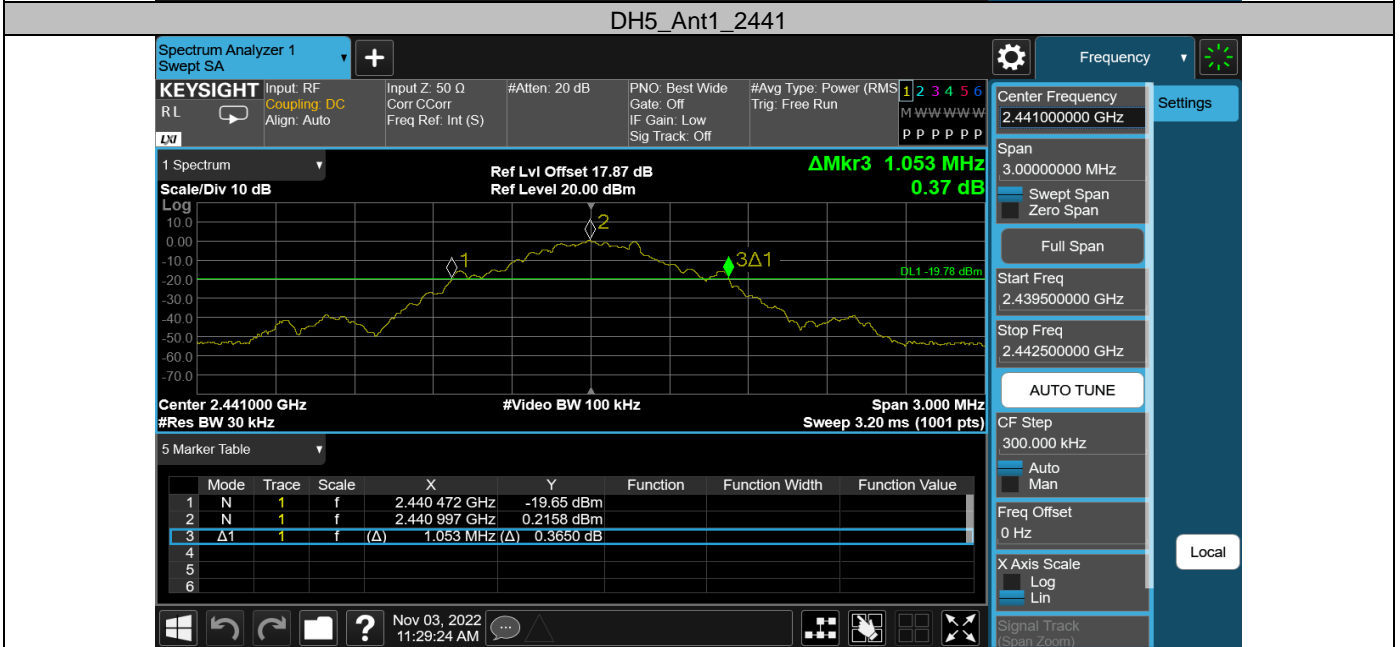 DH5_Ant1_2441
Spectrum Analyzer 1
Swept SA
Frequency
KEYSIGHT
RL
LXI
Input: RF
Coupling: DC
Align: Auto
Input Z: 50 Ω
Corr CCorr
Freq Ref: Int (S)
#Atten: 20 dB
PNO: Best Wide
Gate: Off
IF Gain: Low
Sig Track: Off
#Avg Type: Power (RMS
Trig: Free Run
1 2 3 4 5 6
M W W W W W
P P P P P P
1 Spectrum
Scale/Div 10 dB
Ref Lvl Offset 17.87 dB
Ref Level 20.00 dBm
ΔMkr3 1.053 MHz
0.37 dB
Log
10.0
0.00
-10.0
-20.0
-30.0
-40.0
-50.0
-60.0
-70.0
1
2
3Δ1
DL1 -19.78 dBm
Center 2.441000 GHz
#Video BW 100 kHz
Span 3.000 MHz
#Res BW 30 kHz
Sweep 3.20 ms (1001 pts)
5 Marker Table
Mode Trace Scale X Y Function Function Width Function Value
1 N 1 f 2.440 472 GHz -19.65 dBm
2 N 1 f 2.440 997 GHz 0.2158 dBm
3 Δ1 1 f (Δ) 1.053 MHz (Δ) 0.3650 dB
4
5
6
Nov 03, 2022
11:29:24 AM
Center Frequency
2.441000000 GHz
Settings
Span
3.00000000 MHz
Swept Span
Zero Span
Full Span
Start Freq
2.439500000 GHz
Stop Freq
2.442500000 GHz
AUTO TUNE
CF Step
300.000 kHz
Auto
Man
Freq Offset
0 Hz
Local
X Axis Scale
Log
Lin
Signal Track
(Span Zoom)